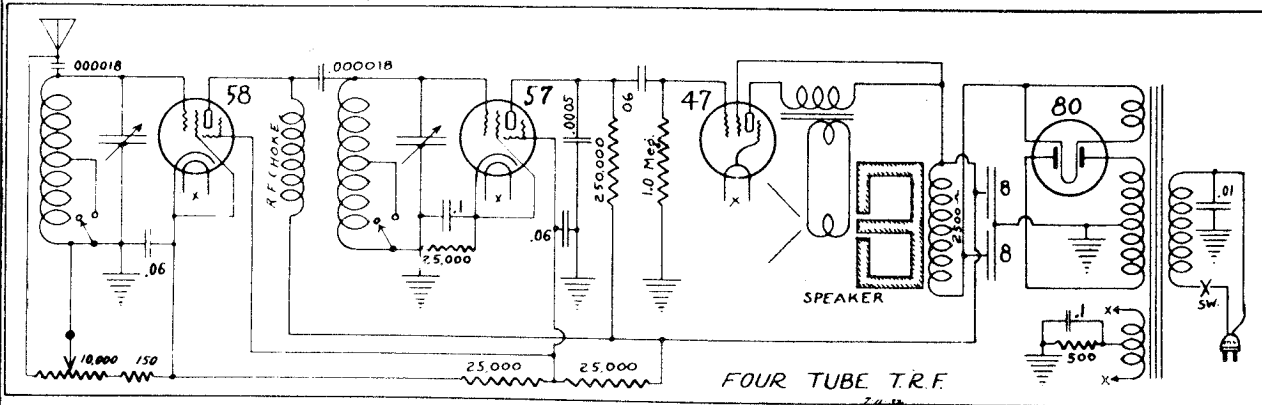 .000018
58
R F CHOKE
.000018
57
.0005
.06
250,000
1.0 Meg.
47
80
.01
8
8
2500 Ω
.1
25,000
.06
.06
SPEAKER
SW.
X
X
X
X
.1
500
10,000
150
25,000
25,000
FOUR TUBE T.R.F.